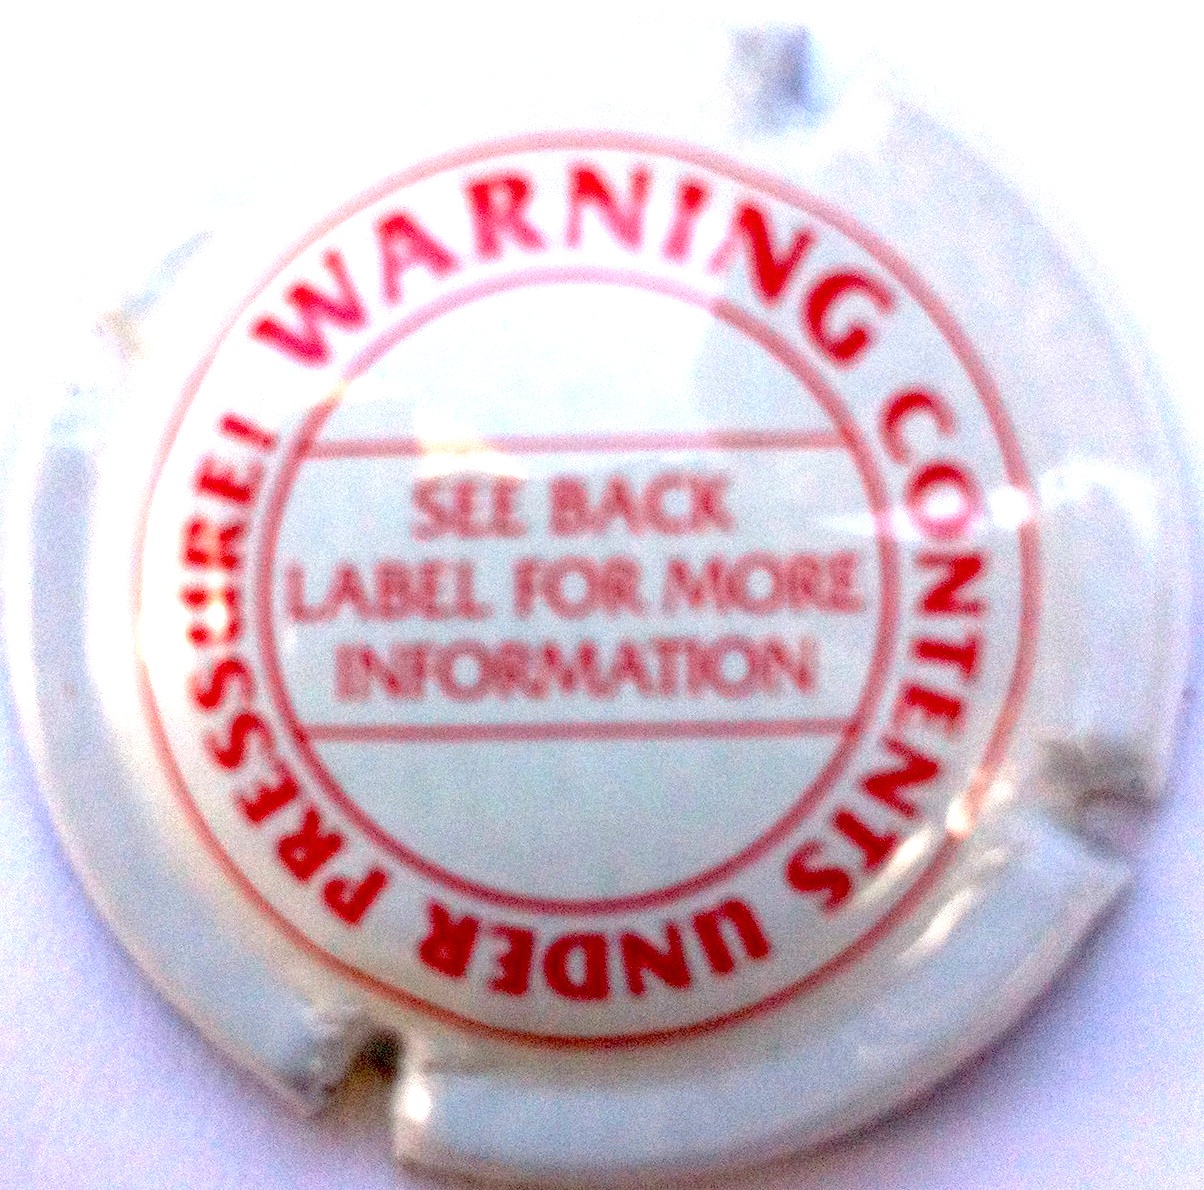 WARNING CONTENTS UNDER PRESSURE!
SEE BACK
LABEL FOR MORE
INFORMATION